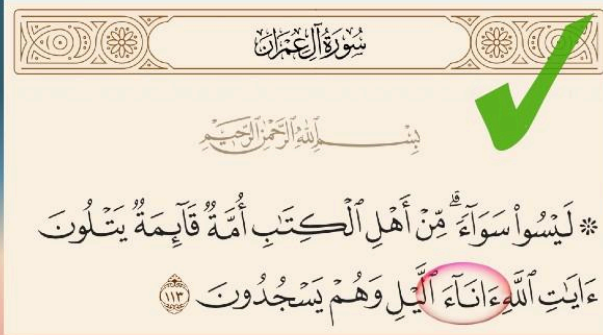 سُورَةُ آلِ عِمْرَانَ
بِسْمِ ٱللَّهِ ٱلرَّحْمَٰنِ ٱلرَّحِيمِ
۞ لَيْسُوا۟ سَوَآءً ۗ مِّنْ أَهْلِ ٱلْكِتَٰبِ أُمَّةٌ قَآئِمَةٌ يَتْلُونَ
ءَايَٰتِ ٱللَّهِ ءَانَآءَ ٱلَّيْلِ وَهُمْ يَسْجُدُونَ ١١٣